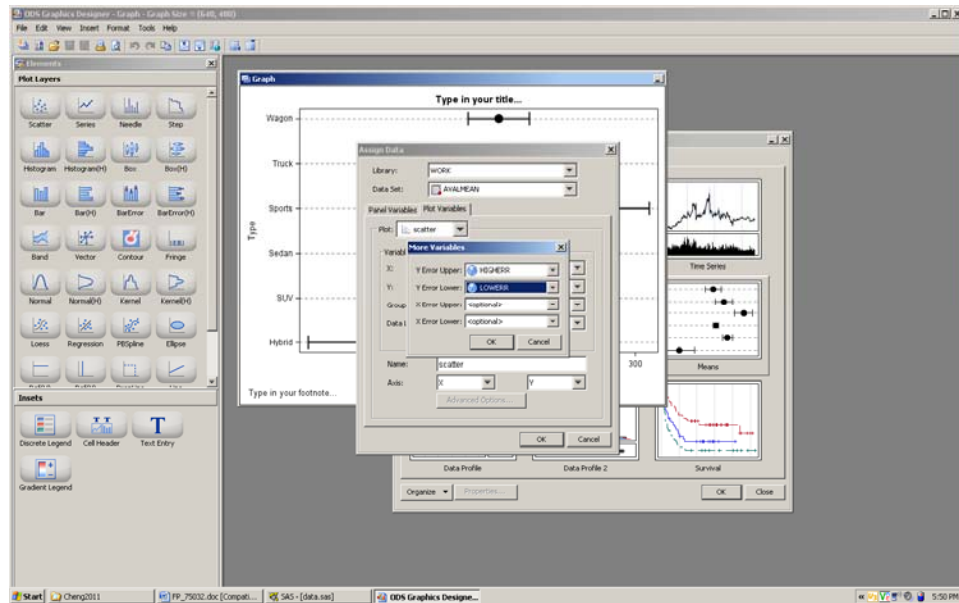 ODS Graphics Designer - Graph - Graph Size = (640, 480)
File Edit View Insert Format Tools Help
Elements
Plot Layers
Scatter Series Needle Step
Histogram Histogram(H) Box Box(H)
Bar Bar(H) BarError BarError(H)
Band Vector Contour Fringe
Normal Normal(H) Kernel Kernel(H)
Loess Regression PBSpline Ellipse
Insets
Discrete Legend Cell Header Text Entry
Gradient Legend
Graph
Type in your title...
Wagon
Truck
Sports
Sedan
SUV
Hybrid
Type
300
Type in your footnote...
Assign Data
Library: WORK
Data Set: AVALMEAN
Panel Variables Plot Variables
Plot: scatter
Variabl
X:
Y:
Group
Data L
More Variables
Y Error Upper: HIGHERR
Y Error Lower: LOWERR
X Error Upper: <optional>
X Error Lower: <optional>
OK Cancel
Name: scatter
Axis: X Y
Advanced Options...
OK Cancel
Time Series
Means
Data Profile Data Profile 2 Survival
Organize Properties...
OK Close
Start Cheng2011 FP_75032.doc [Compati... SAS - [data.sas] ODS Graphics Designe... 5:50 PM